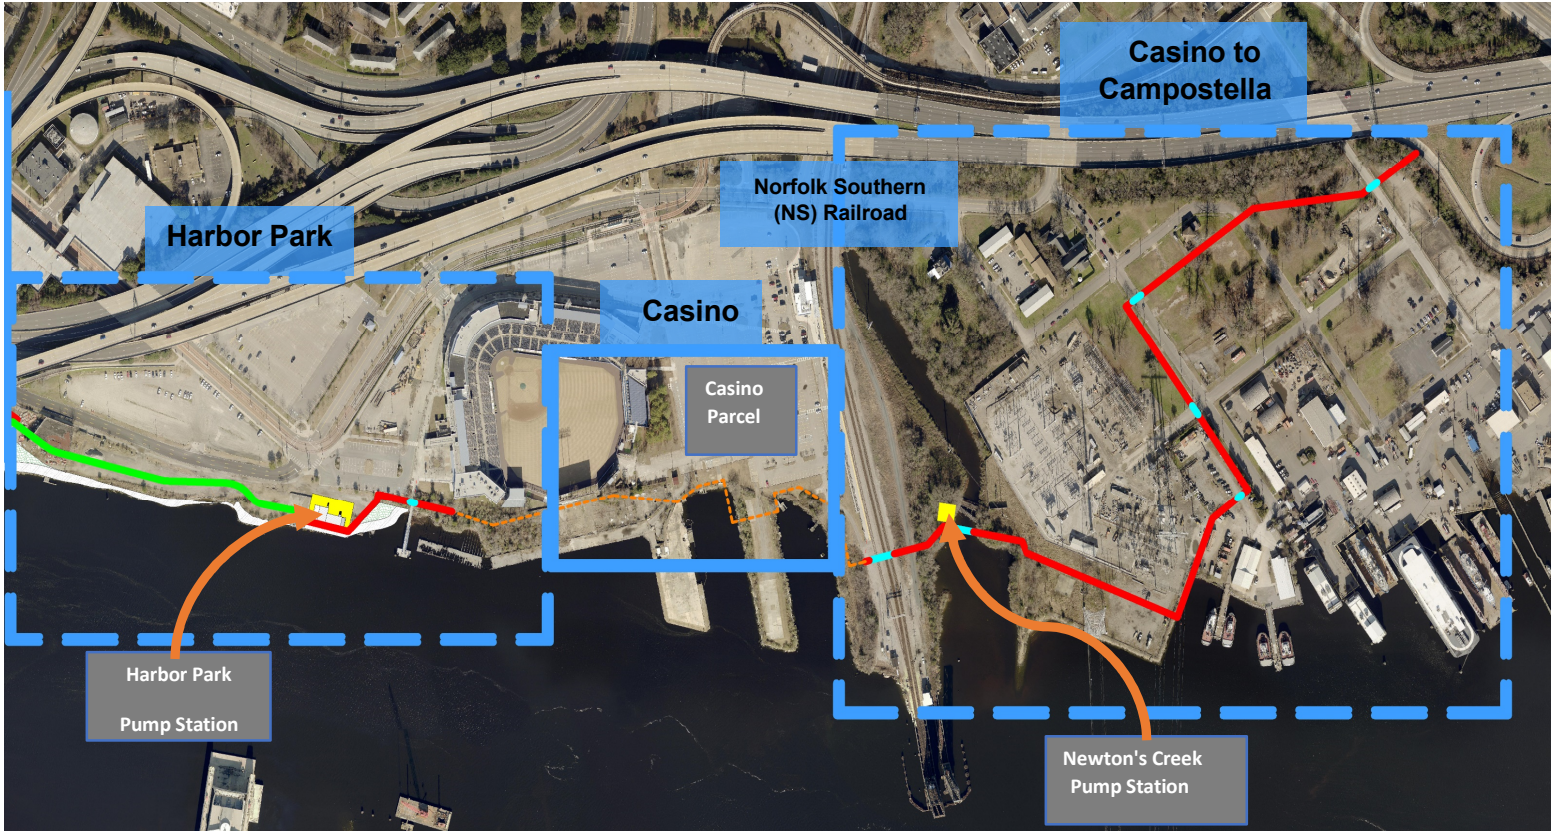 Casino to
Campostella
Norfolk Southern
(NS) Railroad
Harbor Park
Casino
Casino
Parcel
Harbor Park
Pump Station
Newton's Creek
Pump Station